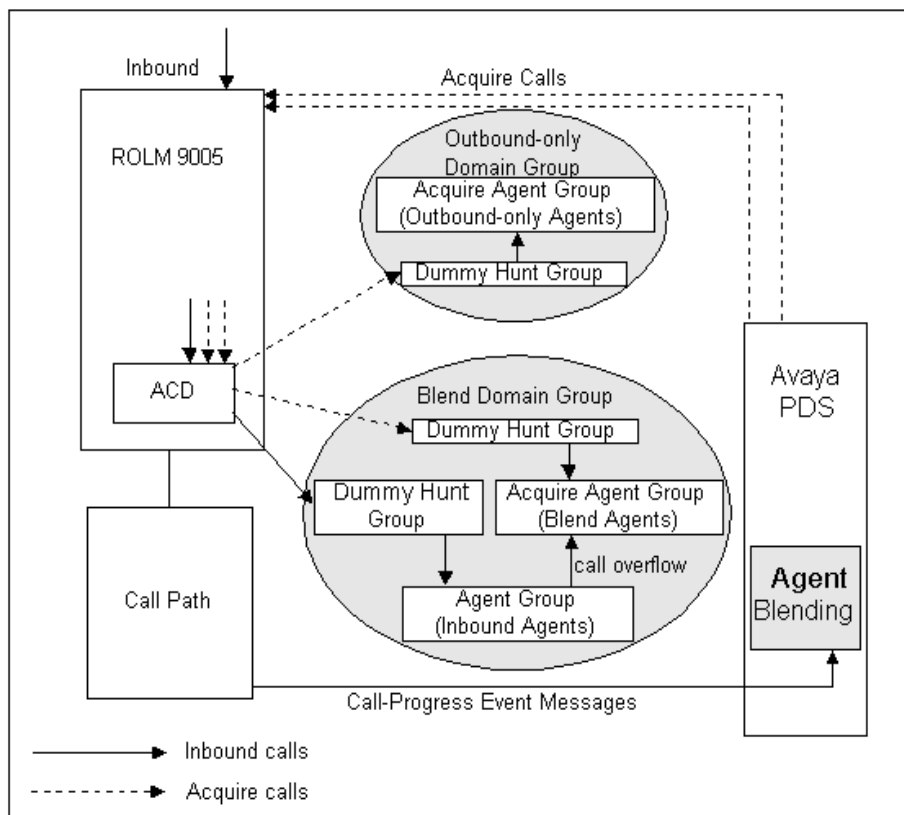 Inbound
Acquire Calls
ROLM 9005
Outbound-only
Domain Group
Acquire Agent Group
(Outbound-only Agents)
Dummy Hunt Group
ACD
Avaya
PDS
Blend Domain Group
Dummy Hunt Group
Dummy Hunt
Group
Acquire Agent Group
(Blend Agents)
call overflow
Agent Group
(Inbound Agents)
Call Path
Agent
Blending
Call-Progress Event Messages
Inbound calls
Acquire calls